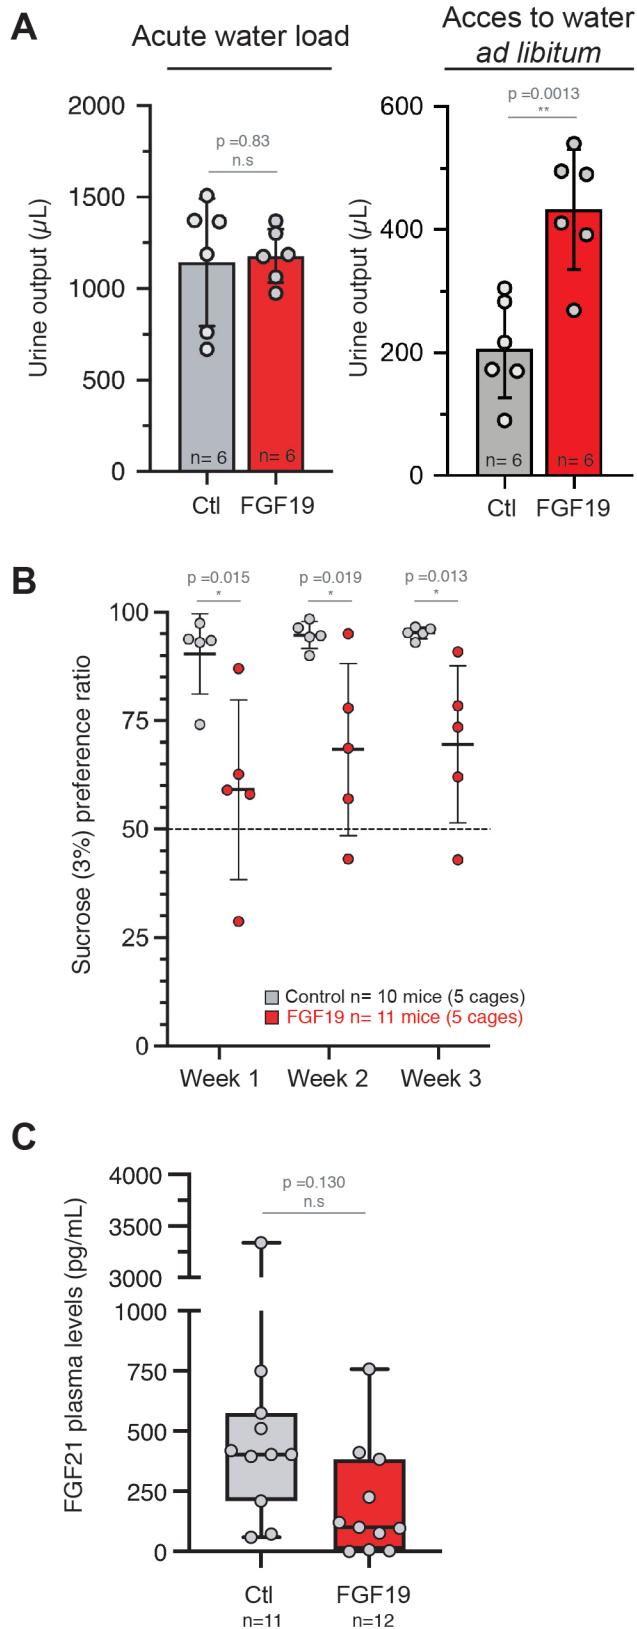 A
Acute water load
Acces to water
ad libitum
Urine output (µL)
2000
1500
1000
500
0
p =0.83
n.s
n= 6
n= 6
Ctl
FGF19
Urine output (µL)
600
400
200
0
p =0.0013
**
n= 6
n= 6
Ctl
FGF19
B
Sucrose (3%) preference ratio
100
75
50
25
0
p =0.015
*
p =0.019
*
p =0.013
*
Control n= 10 mice (5 cages)
FGF19 n= 11 mice (5 cages)
Week 1
Week 2
Week 3
C
FGF21 plasma levels (pg/mL)
4000
3500
3000
1000
750
500
250
0
p =0.130
n.s
Ctl
n=11
FGF19
n=12